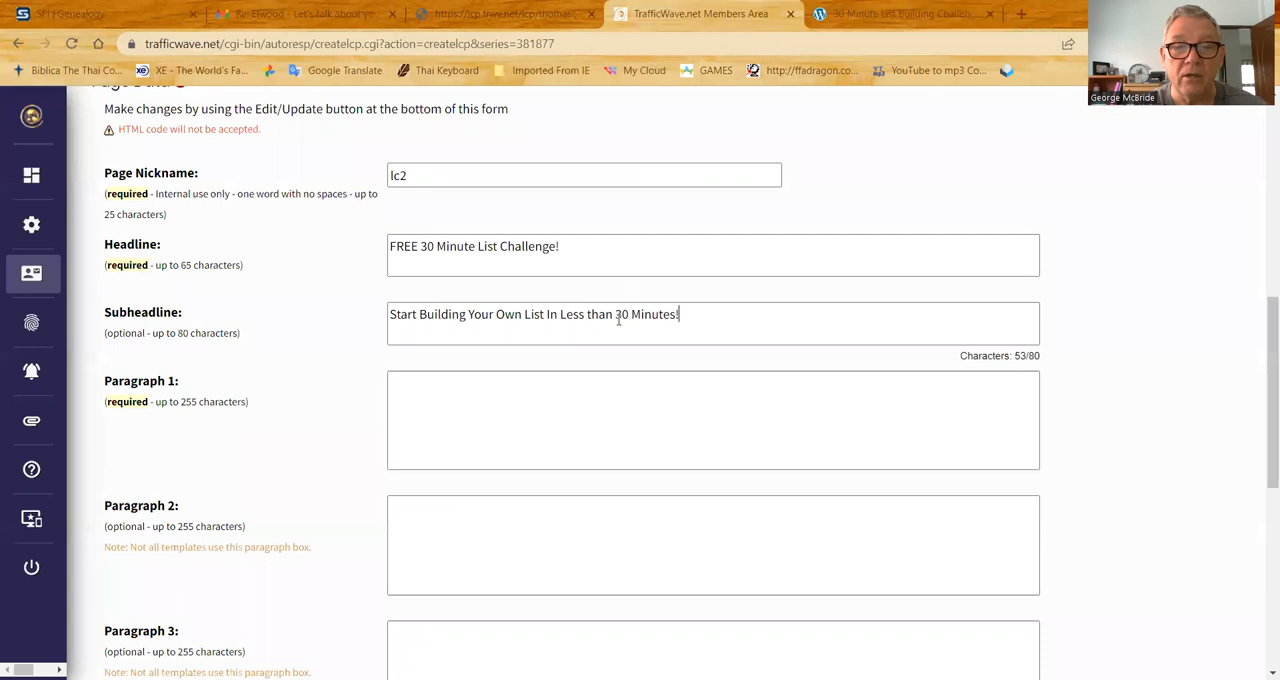 SFI | Genealogy
Re: Elwood - Let's talk about ye
https://lcp.trwv.net/lcp/thomas
TrafficWave.net Members Area
30 Minute List Building Challen
trafficwave.net/cgi-bin/autoresp/createlcp.cgi?action=createlcp&series=381877
Biblica The Thai Co...
XE - The World's Fa...
Google Translate
Thai Keyboard
Imported From IE
My Cloud
GAMES
http://ffadragon.co...
YouTube to mp3 Co...
George McBride
Make changes by using the Edit/Update button at the bottom of this form
HTML code will not be accepted.
Page Nickname:
(required - Internal use only - one word with no spaces - up to
25 characters)
lc2
Headline:
(required - up to 65 characters)
FREE 30 Minute List Challenge!
Subheadline:
(optional - up to 80 characters)
Start Building Your Own List In Less than 30 Minutes!
Characters: 53/80
Paragraph 1:
(required - up to 255 characters)
Paragraph 2:
(optional - up to 255 characters)
Note: Not all templates use this paragraph box.
Paragraph 3:
(optional - up to 255 characters)
Note: Not all templates use this paragraph box.